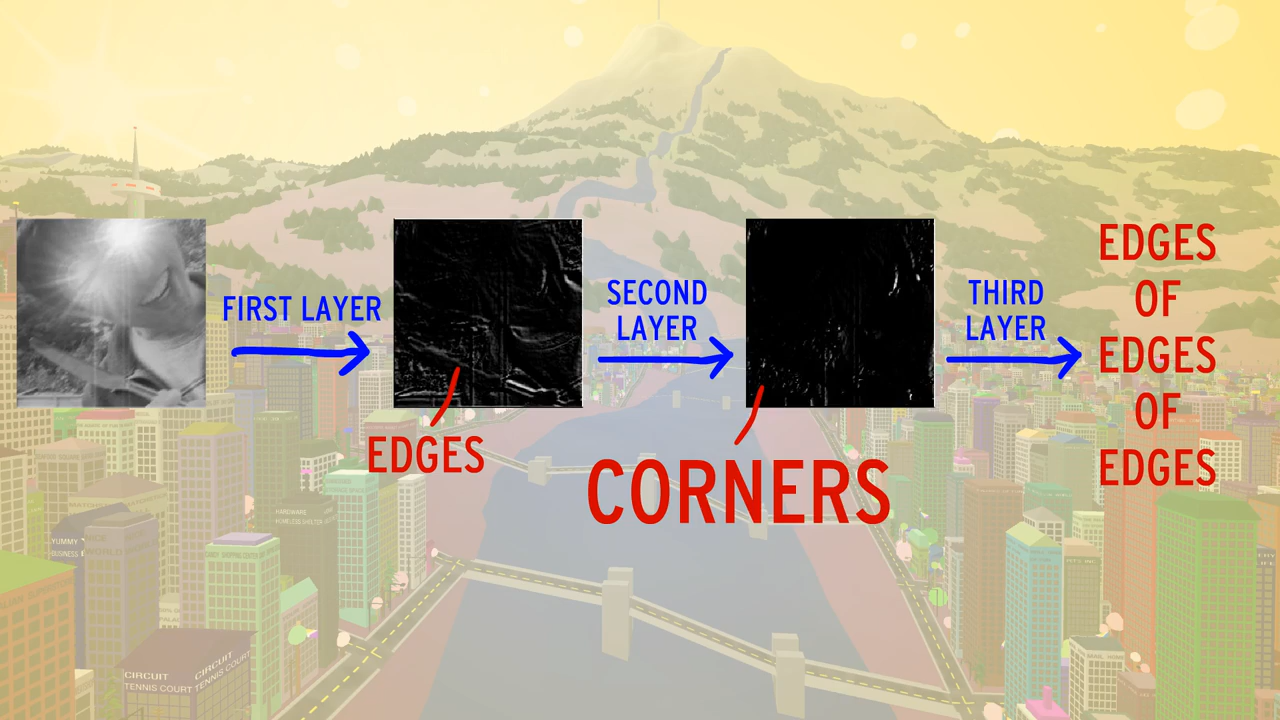 FIRST LAYER
EDGES
SECOND
LAYER
CORNERS
THIRD
LAYER
EDGES
OF
EDGES
OF
EDGES
HARDWARE
HOMELESS SHELTER
YUMMY
BUSINESS
CIRCUIT
TENNIS COURT
CIRCUIT
TENNIS COURT